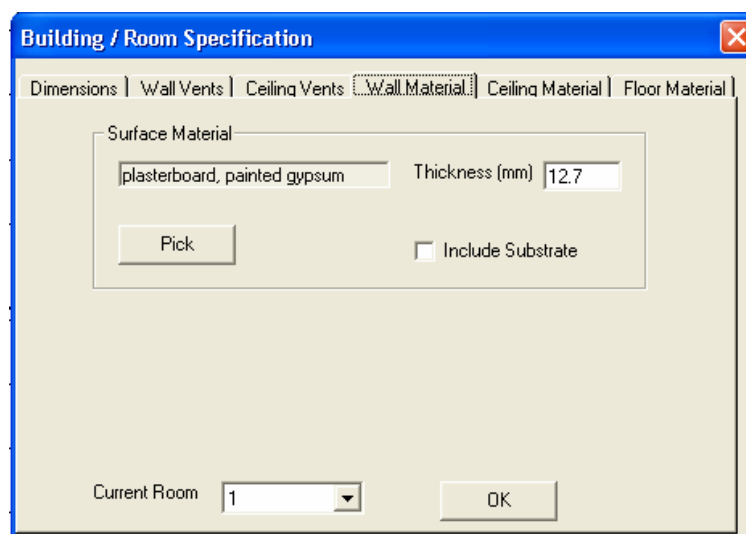 Building / Room Specification
Dimensions Wall Vents Ceiling Vents Wall Material Ceiling Material Floor Material
Surface Material
plasterboard, painted gypsum Thickness (mm) 12.7
Pick Include Substrate
Current Room 1 OK